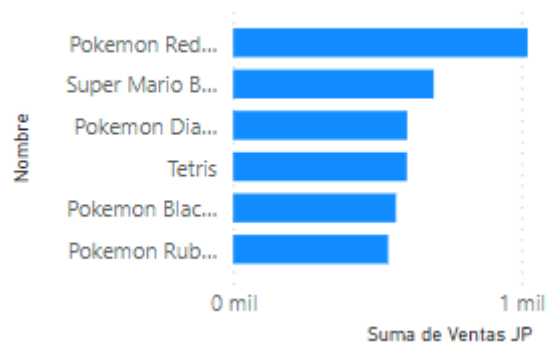 Nombre
Pokemon Red...
Super Mario B...
Pokemon Dia...
Tetris
Pokemon Blac...
Pokemon Rub...
0 mil 1 mil
Suma de Ventas JP